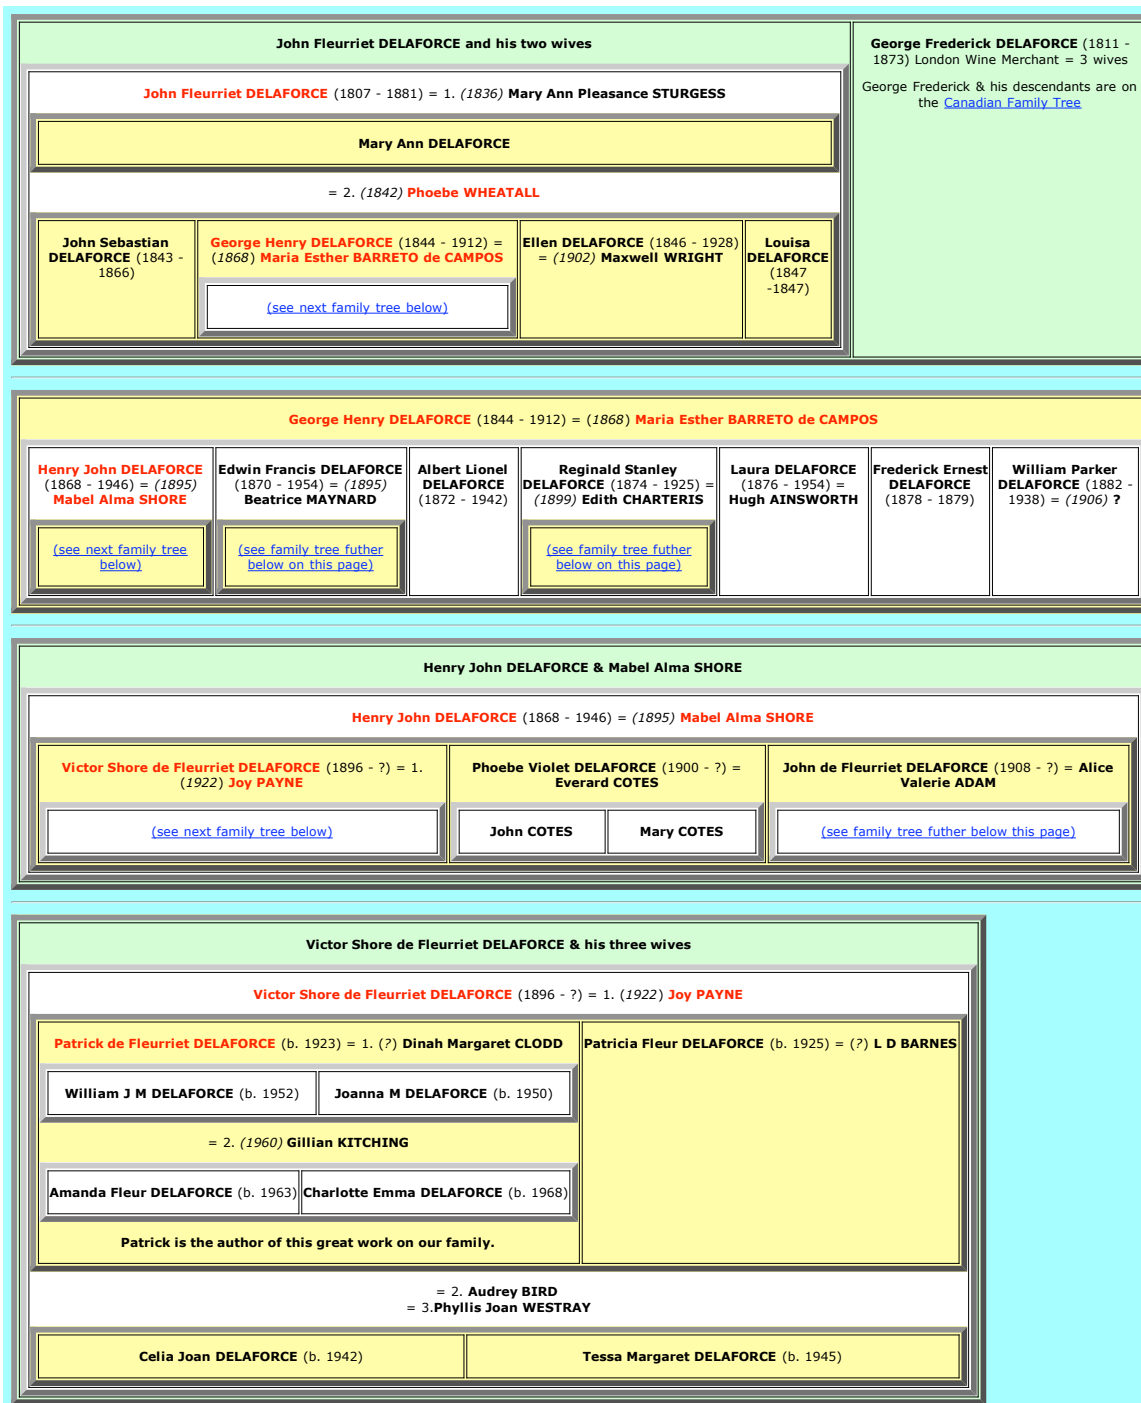 John Fleurriet DELAFORCE and his two wives
John Fleurriet DELAFORCE (1807 - 1881) = 1. (1836) Mary Ann Pleasance STURGESS
Mary Ann DELAFORCE
= 2. (1842) Phoebe WHEATALL
John Sebastian
DELAFORCE (1843 -
1866)
George Henry DELAFORCE (1844 - 1912) =
(1868) Maria Esther BARRETO de CAMPOS
(see next family tree below)
Ellen DELAFORCE (1846 - 1928)
= (1902) Maxwell WRIGHT
Louisa
DELAFORCE
(1847
-1847)
George Frederick DELAFORCE (1811 -
1873) London Wine Merchant = 3 wives
George Frederick & his descendants are on
the Canadian Family Tree
George Henry DELAFORCE (1844 - 1912) = (1868) Maria Esther BARRETO de CAMPOS
Henry John DELAFORCE
(1868 - 1946) = (1895)
Mabel Alma SHORE
(see next family tree
below)
Edwin Francis DELAFORCE
(1870 - 1954) = (1895)
Beatrice MAYNARD
(see family tree futher
below on this page)
Albert Lionel
DELAFORCE
(1872 - 1942)
Reginald Stanley
DELAFORCE (1874 - 1925) =
(1899) Edith CHARTERIS
(see family tree futher
below on this page)
Laura DELAFORCE
(1876 - 1954) =
Hugh AINSWORTH
Frederick Ernest
DELAFORCE
(1878 - 1879)
William Parker
DELAFORCE (1882 -
1938) = (1906) ?
Henry John DELAFORCE & Mabel Alma SHORE
Henry John DELAFORCE (1868 - 1946) = (1895) Mabel Alma SHORE
Victor Shore de Fleurriet DELAFORCE (1896 - ?) = 1.
(1922) Joy PAYNE
(see next family tree below)
Phoebe Violet DELAFORCE (1900 - ?) =
Everard COTES
John COTES
Mary COTES
John de Fleurriet DELAFORCE (1908 - ?) = Alice
Valerie ADAM
(see family tree futher below this page)
Victor Shore de Fleurriet DELAFORCE & his three wives
Victor Shore de Fleurriet DELAFORCE (1896 - ?) = 1. (1922) Joy PAYNE
Patrick de Fleurriet DELAFORCE (b. 1923) = 1. (?) Dinah Margaret CLODD
William J M DELAFORCE (b. 1952)
Joanna M DELAFORCE (b. 1950)
= 2. (1960) Gillian KITCHING
Amanda Fleur DELAFORCE (b. 1963)
Charlotte Emma DELAFORCE (b. 1968)
Patrick is the author of this great work on our family.
Patricia Fleur DELAFORCE (b. 1925) = (?) L D BARNES
= 2. Audrey BIRD
= 3.Phyllis Joan WESTRAY
Celia Joan DELAFORCE (b. 1942)
Tessa Margaret DELAFORCE (b. 1945)